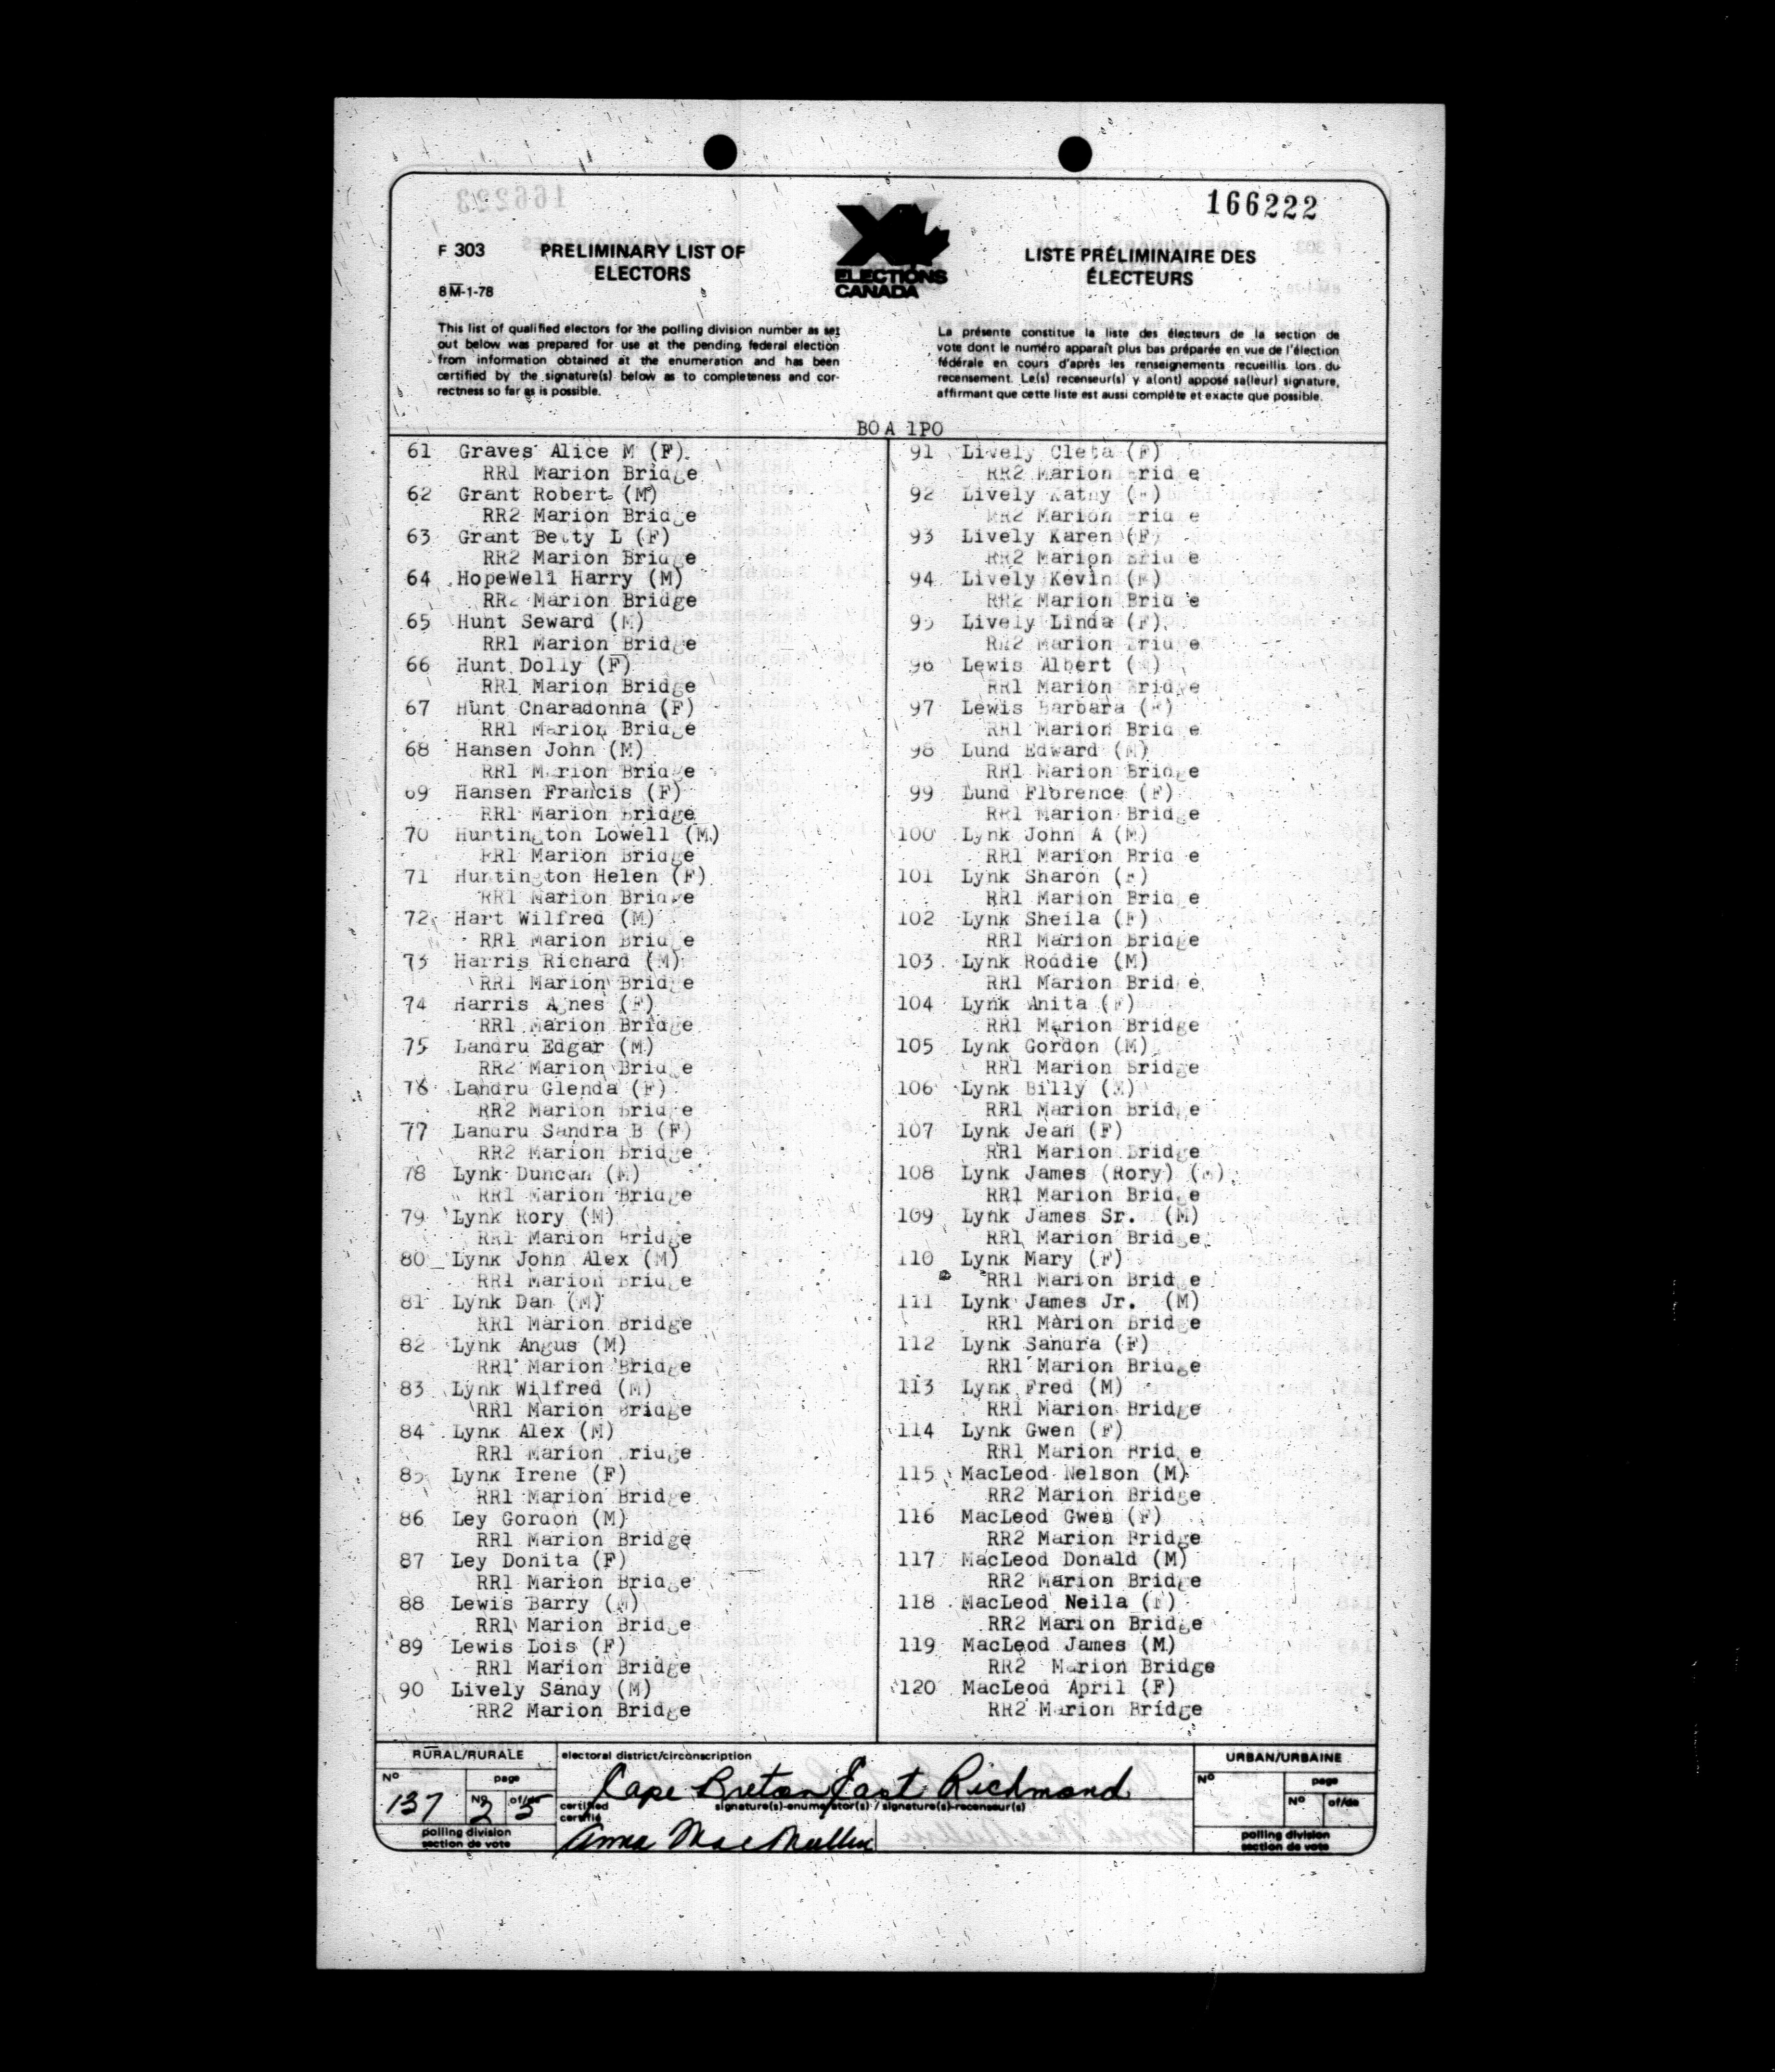 166222
F 303
PRELIMINARY LIST OF
ELECTORS
8M-1-78
ELECTIONS
CANADA
LISTE PRÉLIMINAIRE DES
ÉLECTEURS
This list of qualified electors for the polling division number as set
out below was prepared for use at the pending federal election
from information obtained at the enumeration and has been
certified by the signature(s) below as to completeness and cor-
rectness so far as is possible.
La présente constitue la liste des électeurs de la section de
vote dont le numéro apparaît plus bas préparée en vue de l'élection
fédérale en cours d'après les renseignements recueillis lors du
recensement. Le(s) recenseur(s) y a(ont) apposé sa(leur) signature,
affirmant que cette liste est aussi complète et exacte que possible.
BOA 1PO
61 Graves Alice M (F)
RR1 Marion Bridge
62 Grant Robert (M)
RR2 Marion Bridge
63 Grant Betty L (F)
RR2 Marion Bridge
64 HopeWell Harry (M)
RR2 Marion Bridge
65 Hunt Seward (M)
RR1 Marion Bridge
66 Hunt Dolly (F)
RR1 Marion Bridge
67 Hunt Charadonna (F)
RR1 Marion Bridge
68 Hansen John (M)
RR1 Marion Bridge
69 Hansen Francis (F)
RR1 Marion Bridge
70 Huntington Lowell (M)
RR1 Marion Bridge
71 Huntington Helen (F)
RR1 Marion Bridge
72 Hart Wilfred (M)
RR1 Marion Bridge
73 Harris Richard (M)
RR1 Marion Bridge
74 Harris Agnes (F)
RR1 Marion Bridge
75 Landru Edgar (M)
RR2 Marion Bridge
76 Landru Glenda (F)
RR2 Marion Bridge
77 Landru Sandra B (F)
RR2 Marion Bridge
78 Lynk Duncan (M)
RR1 Marion Bridge
79 Lynk Rory (M)
RR1 Marion Bridge
80 Lynk John Alex (M)
RR1 Marion Bridge
81 Lynk Dan (M)
RR1 Marion Bridge
82 Lynk Angus (M)
RR1 Marion Bridge
83 Lynk Wilfred (M)
RR1 Marion Bridge
84 Lynk Alex (M)
RR1 Marion Bridge
85 Lynk Irene (F)
RR1 Marion Bridge
86 Ley Gordon (M)
RR1 Marion Bridge
87 Ley Donita (F)
RR1 Marion Bridge
88 Lewis Barry (M)
RR1 Marion Bridge
89 Lewis Lois (F)
RR1 Marion Bridge
90 Lively Sandy (M)
RR2 Marion Bridge
91 Lively Cleta (F)
RR2 Marion Bridge
92 Lively Kathy (F)
RR2 Marion Bridge
93 Lively Karen (F)
RR2 Marion Bridge
94 Lively Kevin (M)
RR2 Marion Bridge
95 Lively Linda (F)
RR2 Marion Bridge
96 Lewis Albert (M)
RR1 Marion Bridge
97 Lewis Barbara (F)
RR1 Marion Bridge
98 Lund Edward (M)
RR1 Marion Bridge
99 Lund Florence (F)
RR1 Marion Bridge
100 Lynk John A (M)
RR1 Marion Bridge
101 Lynk Sharon (F)
RR1 Marion Bridge
102 Lynk Sheila (F)
RR1 Marion Bridge
103 Lynk Roddie (M)
RR1 Marion Bridge
104 Lynk Anita (F)
RR1 Marion Bridge
105 Lynk Gordon (M)
RR1 Marion Bridge
106 Lynk Billy (M)
RR1 Marion Bridge
107 Lynk Jean (F)
RR1 Marion Bridge
108 Lynk James (Rory) (M)
RR1 Marion Bridge
109 Lynk James Sr. (M)
RR1 Marion Bridge
110 Lynk Mary (F)
RR1 Marion Bridge
111 Lynk James Jr. (M)
RR1 Marion Bridge
112 Lynk Sandra (F)
RR1 Marion Bridge
113 Lynk Fred (M)
RR1 Marion Bridge
114 Lynk Gwen (F)
RR1 Marion Bridge
115 MacLeod Nelson (M)
RR2 Marion Bridge
116 MacLeod Gwen (F)
RR2 Marion Bridge
117 MacLeod Donald (M)
RR2 Marion Bridge
118 MacLeod Neila (F)
RR2 Marion Bridge
119 MacLeod James (M)
RR2 Marion Bridge
120 MacLeod April (F)
RR2 Marion Bridge
RURAL/RURALE
No page
137 No 2 of/de 5
polling division
section de vote
electoral district/circonscription
Cape Breton East Richmond
certified
certifié
signature(s)-enumerator(s) / signature(s)-recenseur(s)
Anna MacMullin
URBAN/URBAINE
No page
No of/de
polling division
section de vote